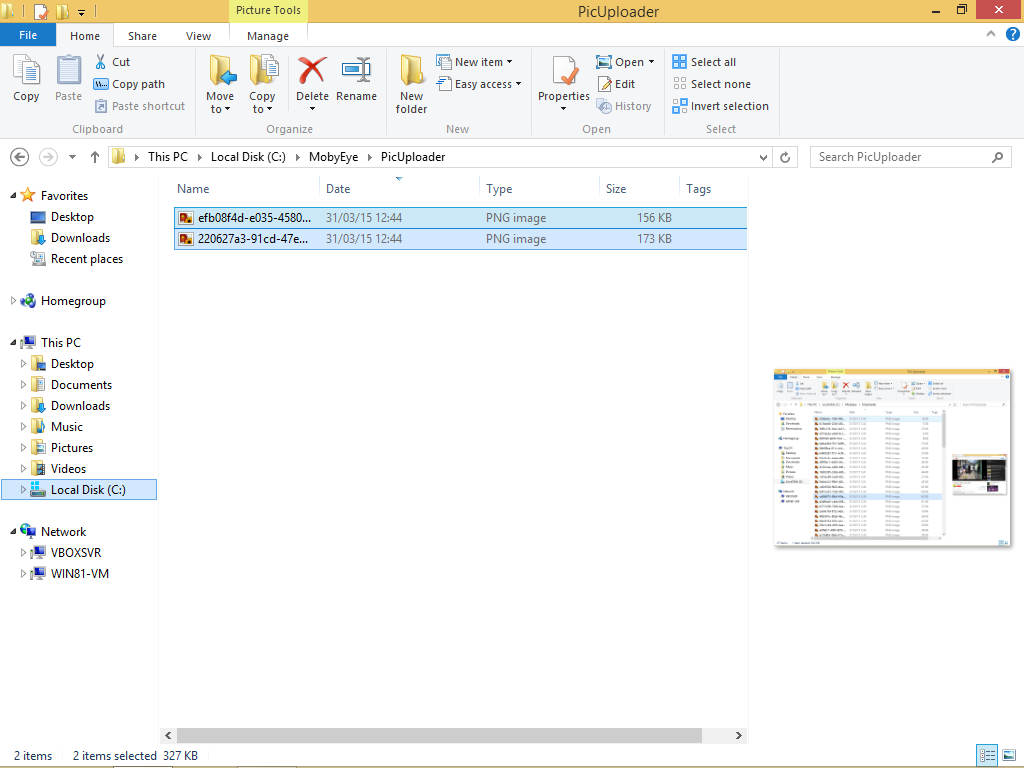 Picture Tools
PicUploader
File Home Share View Manage
Copy
Paste
Cut
Copy path
Paste shortcut
Clipboard
Move to
Copy to
Delete
Rename
Organize
New folder
New item
Easy access
New
Properties
Open
Edit
History
Open
Select all
Select none
Invert selection
Select
This PC Local Disk (C:) MobyEye PicUploader
Search PicUploader
Name Date Type Size Tags
efb08f4d-e035-4580... 31/03/15 12:44 PNG image 156 KB
220627a3-91cd-47e... 31/03/15 12:44 PNG image 173 KB
Favorites
Desktop
Downloads
Recent places
Homegroup
This PC
Desktop
Documents
Downloads
Music
Pictures
Videos
Local Disk (C:)
Network
VBOXSVR
WIN81-VM
2 items 2 items selected 327 KB